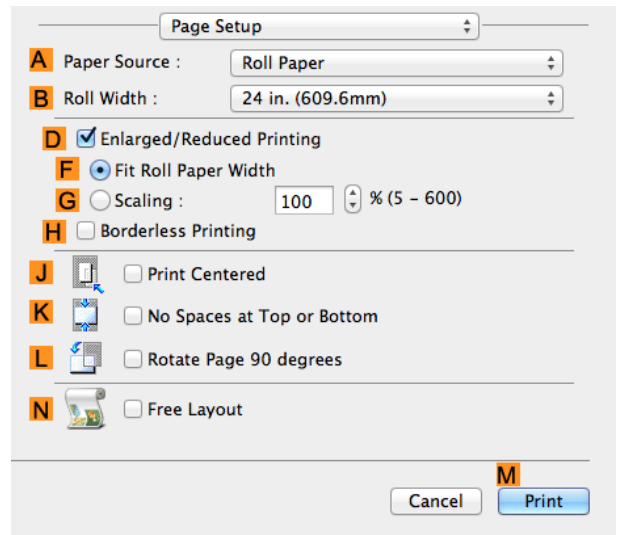 Page Setup
A Paper Source : Roll Paper
B Roll Width : 24 in. (609.6mm)
D Enlarged/Reduced Printing
F Fit Roll Paper Width
G Scaling : 100 % (5 – 600)
H Borderless Printing
J Print Centered
K No Spaces at Top or Bottom
L Rotate Page 90 degrees
N Free Layout
M
Cancel Print